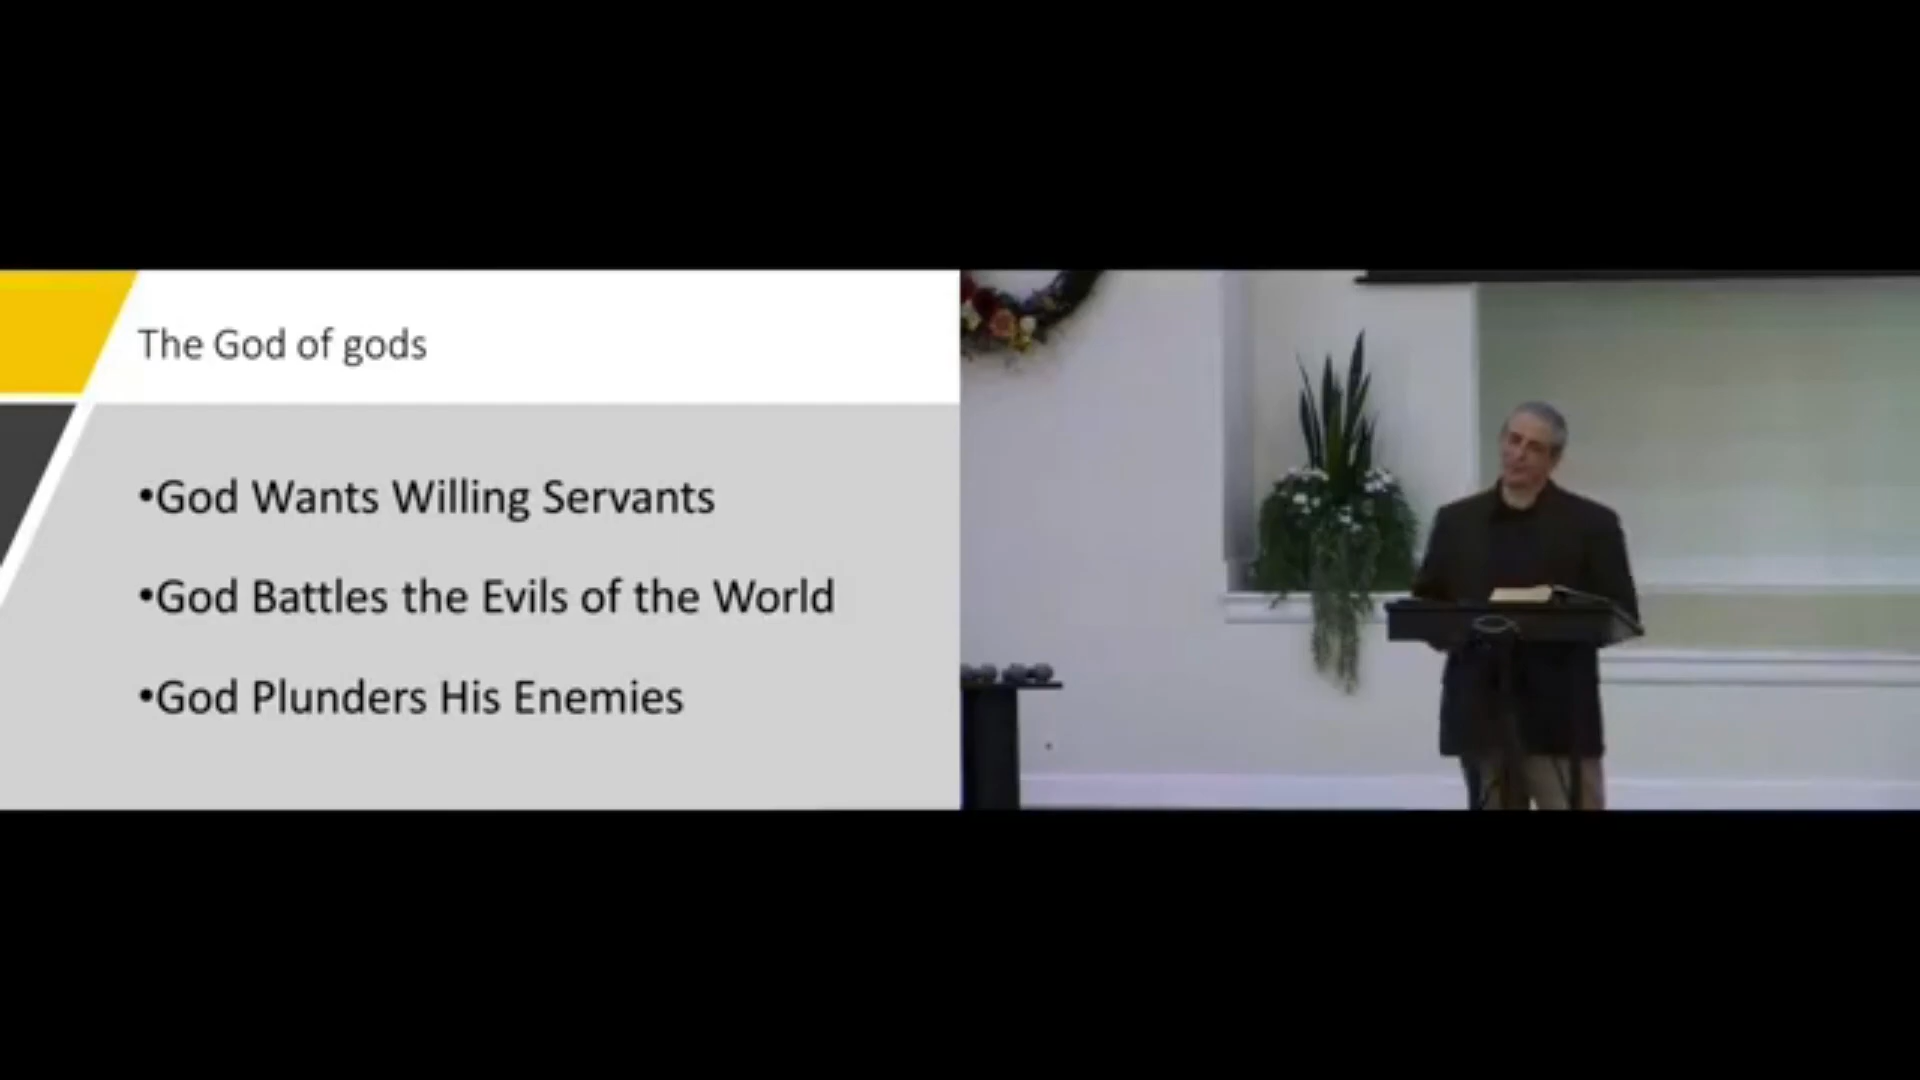 The God of gods
•God Wants Willing Servants
•God Battles the Evils of the World
•God Plunders His Enemies